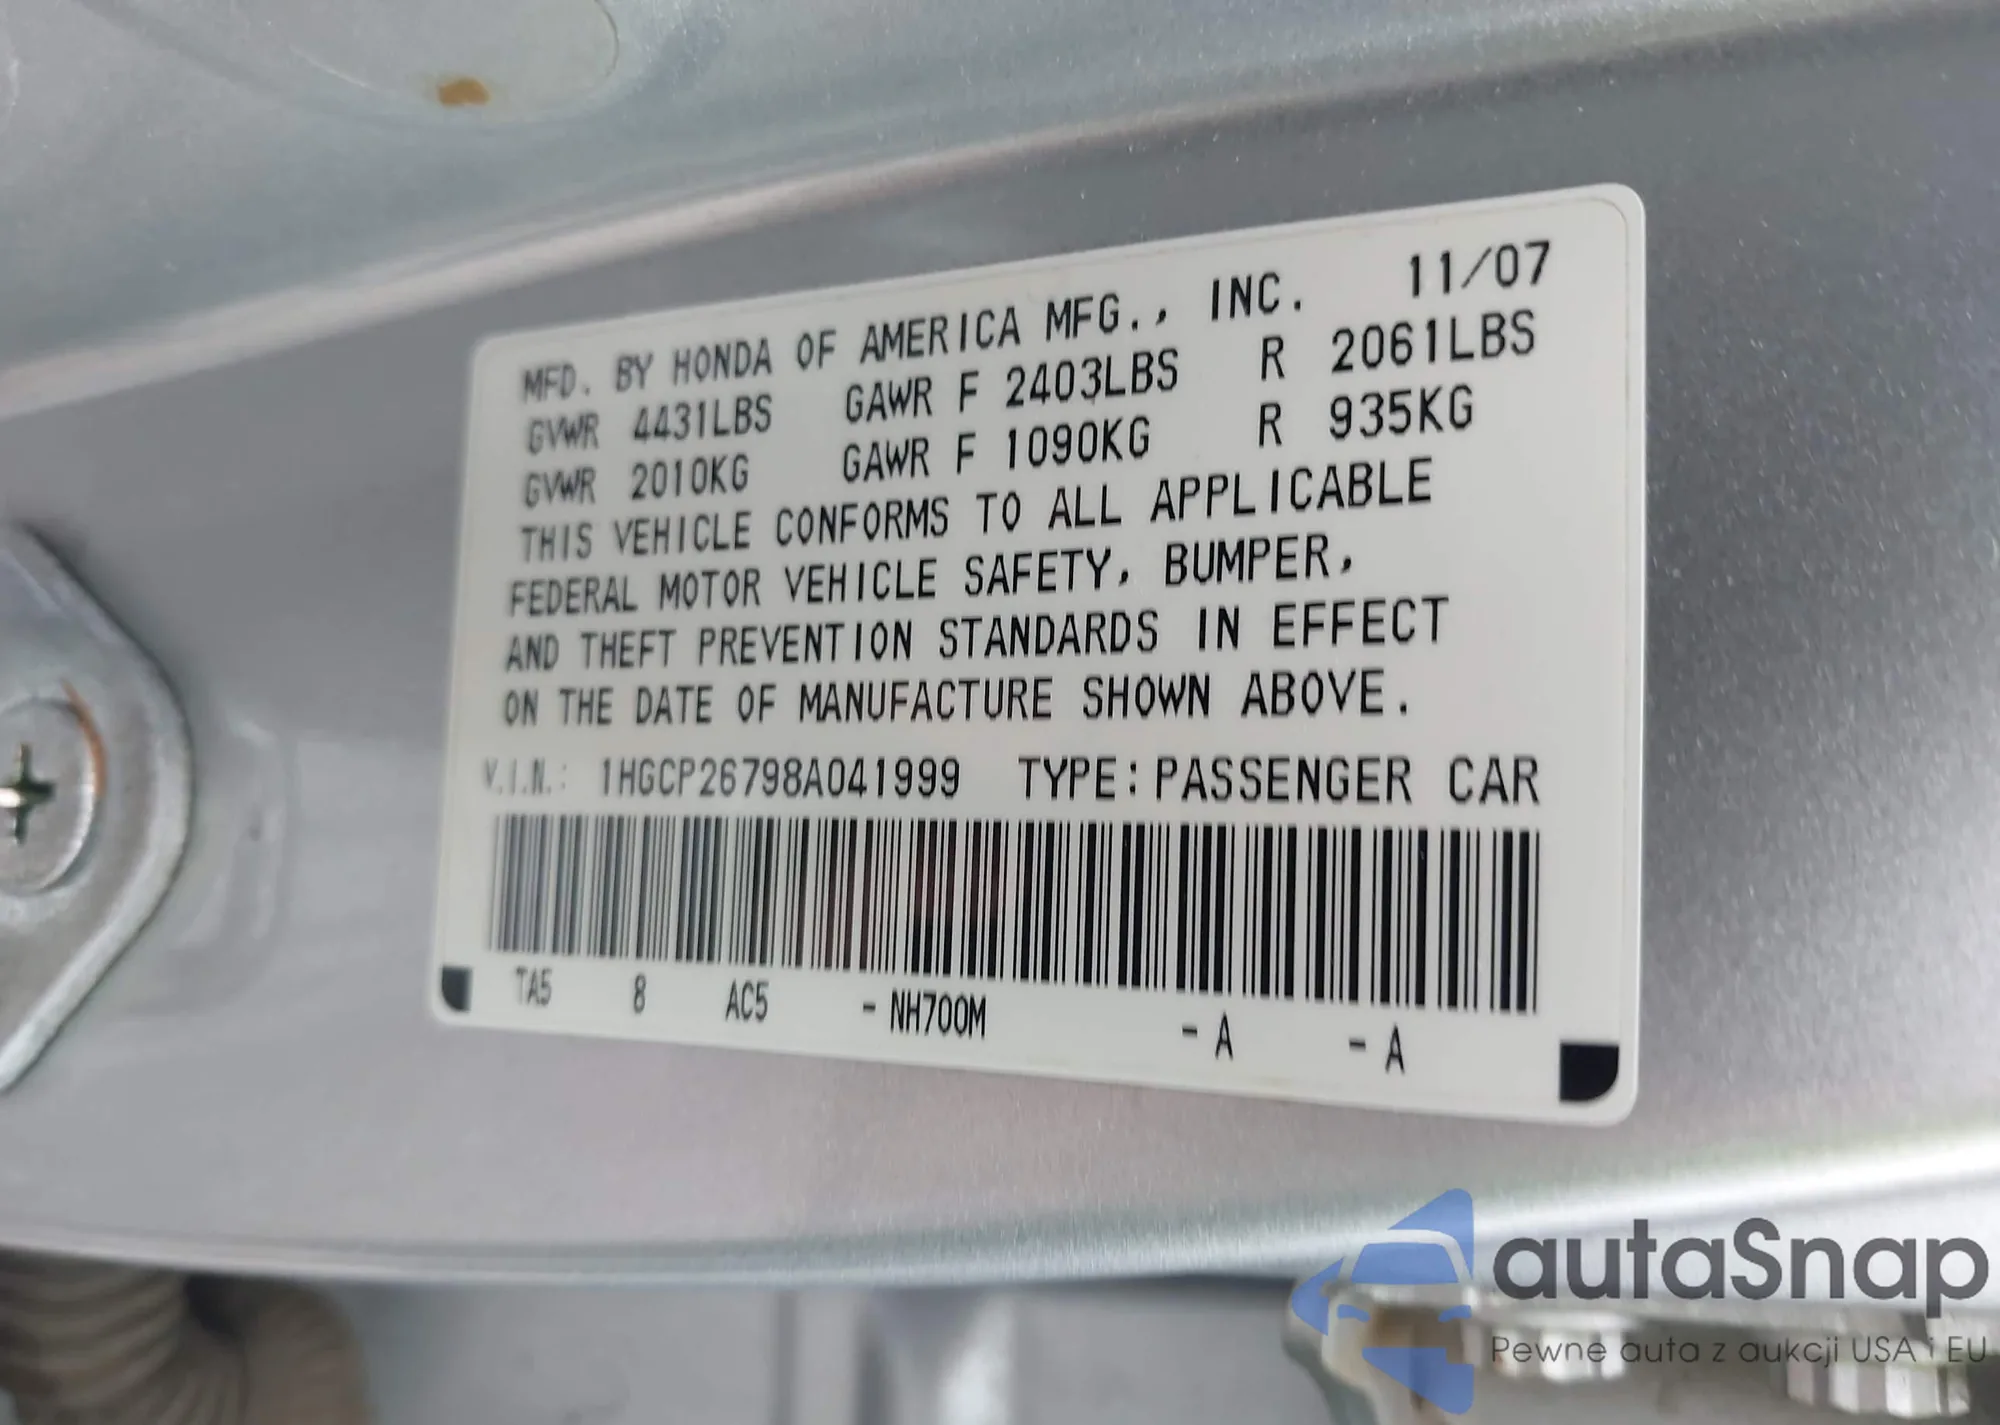 MFD. BY HONDA OF AMERICA MFG., INC. 11/07
GVWR 4431LBS GAWR F 2403LBS R 2061LBS
GVWR 2010KG GAWR F 1090KG R 935KG
THIS VEHICLE CONFORMS TO ALL APPLICABLE
FEDERAL MOTOR VEHICLE SAFETY, BUMPER,
AND THEFT PREVENTION STANDARDS IN EFFECT
ON THE DATE OF MANUFACTURE SHOWN ABOVE.
V.I.N.: 1HGCP26798A041999 TYPE: PASSENGER CAR
TA5 8 AC5 - NH700M - A - A
autaSnap
Pewne auta z aukcji USA i EU